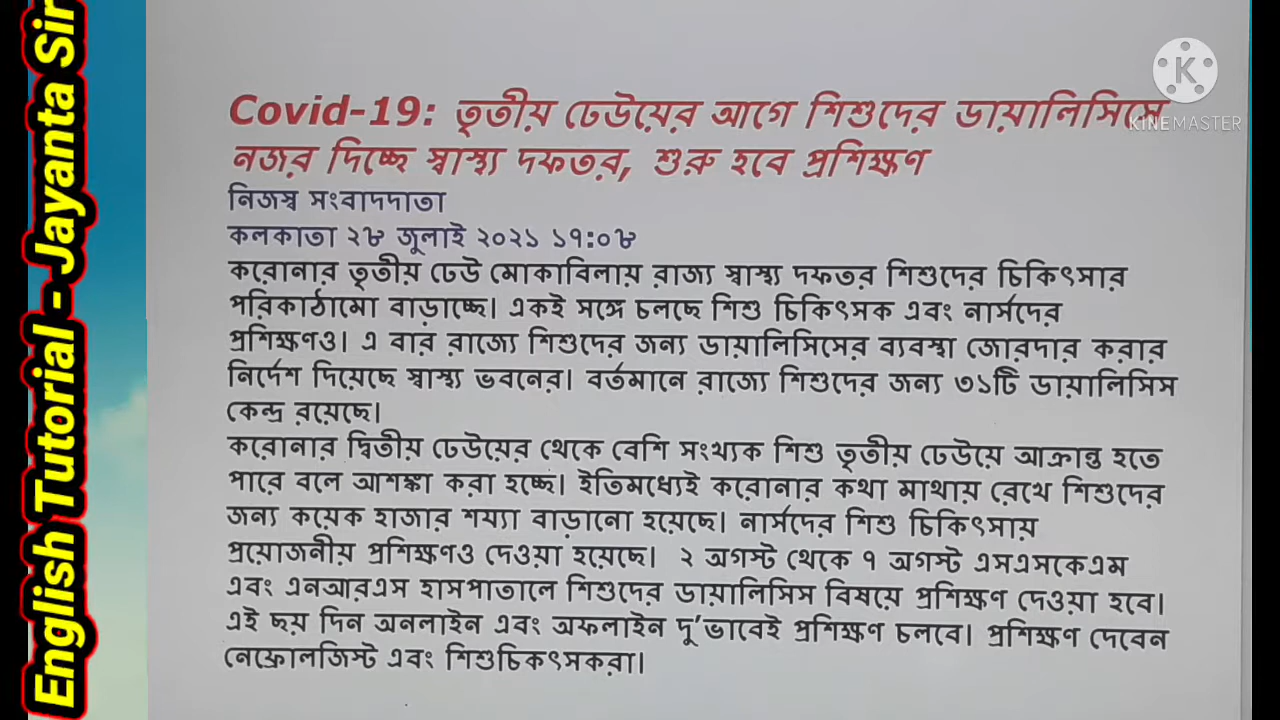 English Tutorial - Jayanta Sir
K
KINEMASTER
Covid-19: তৃতীয় ঢেউয়ের আগে শিশুদের ডায়ালিসিসে
নজর দিচ্ছে স্বাস্থ্য দফতর, শুরু হবে প্রশিক্ষণ
নিজস্ব সংবাদদাতা
কলকাতা ২৮ জুলাই ২০২১ ১৭:০৮
করোনার তৃতীয় ঢেউ মোকাবিলায় রাজ্য স্বাস্থ্য দফতর শিশুদের চিকিৎসার
পরিকাঠামো বাড়াচ্ছে। একই সঙ্গে চলছে শিশু চিকিৎসক এবং নার্সদের
প্রশিক্ষণও। এ বার রাজ্যে শিশুদের জন্য ডায়ালিসিসের ব্যবস্থা জোরদার করার
নির্দেশ দিয়েছে স্বাস্থ্য ভবনের। বর্তমানে রাজ্যে শিশুদের জন্য ৩১টি ডায়ালিসিস
কেন্দ্র রয়েছে।
করোনার দ্বিতীয় ঢেউয়ের থেকে বেশি সংখ্যক শিশু তৃতীয় ঢেউয়ে আক্রান্ত হতে
পারে বলে আশঙ্কা করা হচ্ছে। ইতিমধ্যেই করোনার কথা মাথায় রেখে শিশুদের
জন্য কয়েক হাজার শয্যা বাড়ানো হয়েছে। নার্সদের শিশু চিকিৎসায়
প্রয়োজনীয় প্রশিক্ষণও দেওয়া হয়েছে। ২ অগস্ট থেকে ৭ অগস্ট এসএসকেএম
এবং এনআরএস হাসপাতালে শিশুদের ডায়ালিসিস বিষয়ে প্রশিক্ষণ দেওয়া হবে।
এই ছয় দিন অনলাইন এবং অফলাইন দু'ভাবেই প্রশিক্ষণ চলবে। প্রশিক্ষণ দেবেন
নেফ্রোলজিস্ট এবং শিশুচিকৎসকরা।